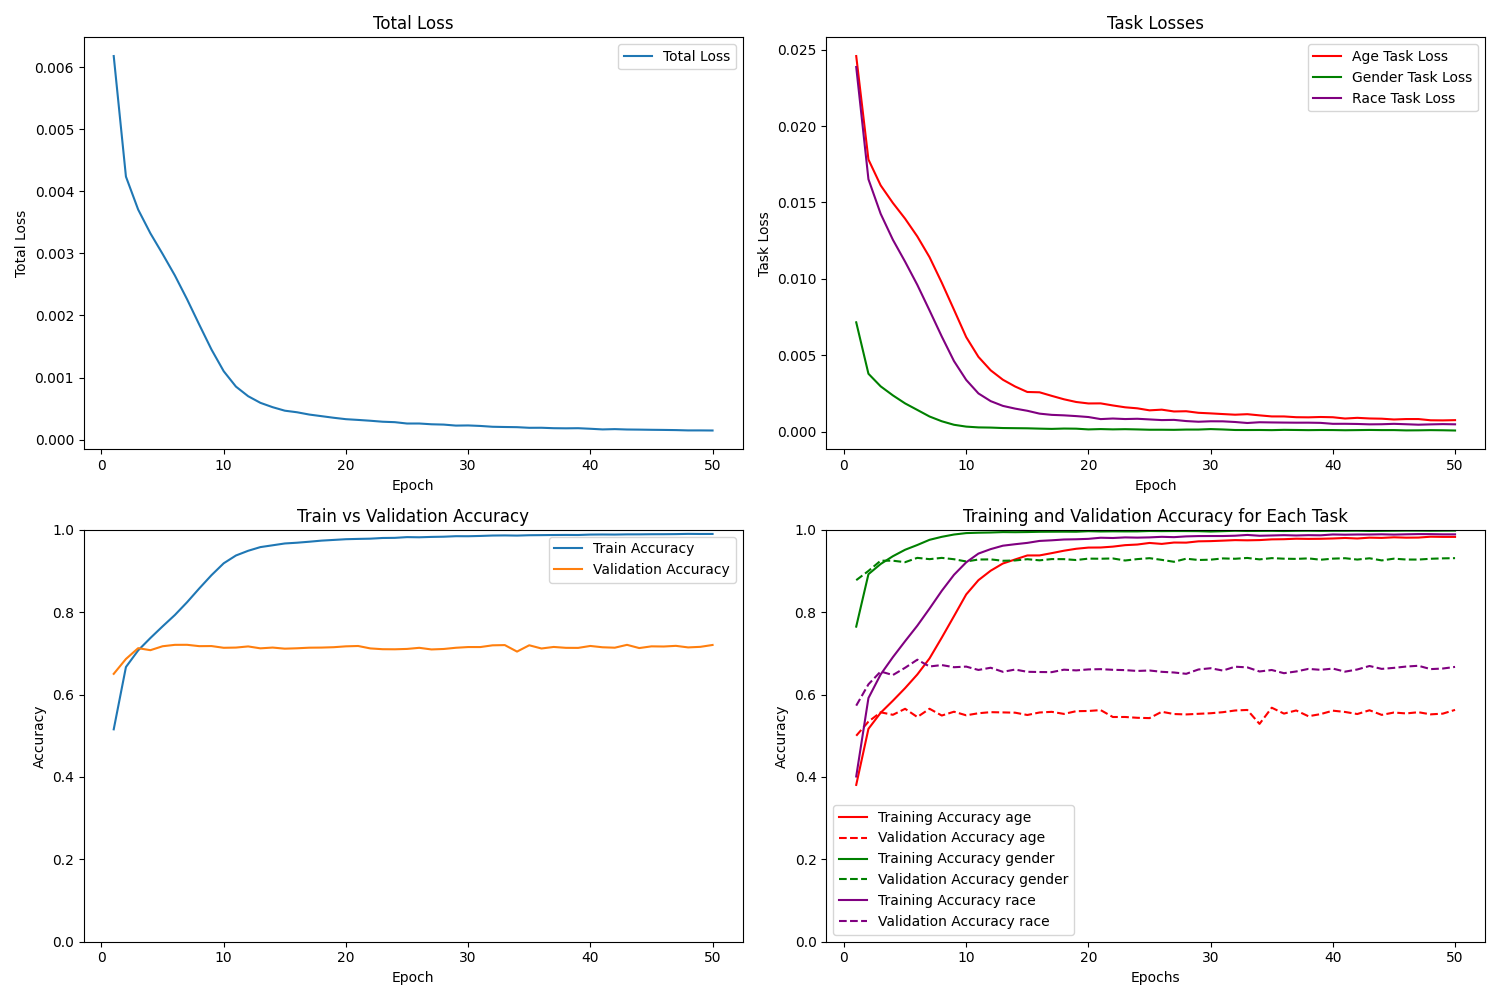 Total Loss
Total Loss
0.006
0.005
0.004
0.003
0.002
0.001
0.000
Total Loss
0
10
20
30
40
50
Epoch
Task Losses
Age Task Loss
Gender Task Loss
Race Task Loss
0.025
0.020
0.015
0.010
0.005
0.000
Task Loss
0
10
20
30
40
50
Epoch
Train vs Validation Accuracy
Train Accuracy
Validation Accuracy
1.0
0.8
0.6
0.4
0.2
0.0
Accuracy
0
10
20
30
40
50
Epoch
Training and Validation Accuracy for Each Task
1.0
0.8
0.6
0.4
0.2
0.0
Accuracy
Training Accuracy age
Validation Accuracy age
Training Accuracy gender
Validation Accuracy gender
Training Accuracy race
Validation Accuracy race
0
10
20
30
40
50
Epochs